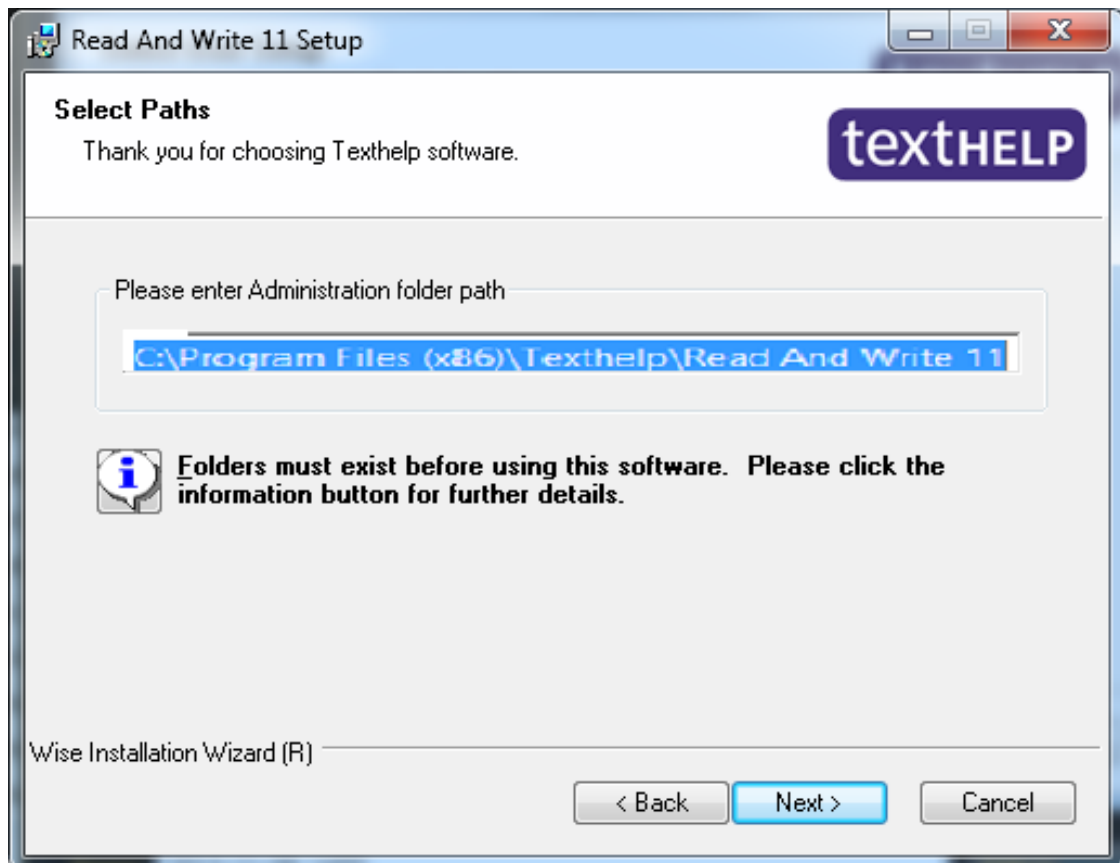 Read And Write 11 Setup
Select Paths
Thank you for choosing Texthelp software.
textHELP
Please enter Administration folder path
C:\Program Files (x86)\Texthelp\Read And Write 11
Folders must exist before using this software.  Please click the
information button for further details.
Wise Installation Wizard (R)
< Back
Next >
Cancel